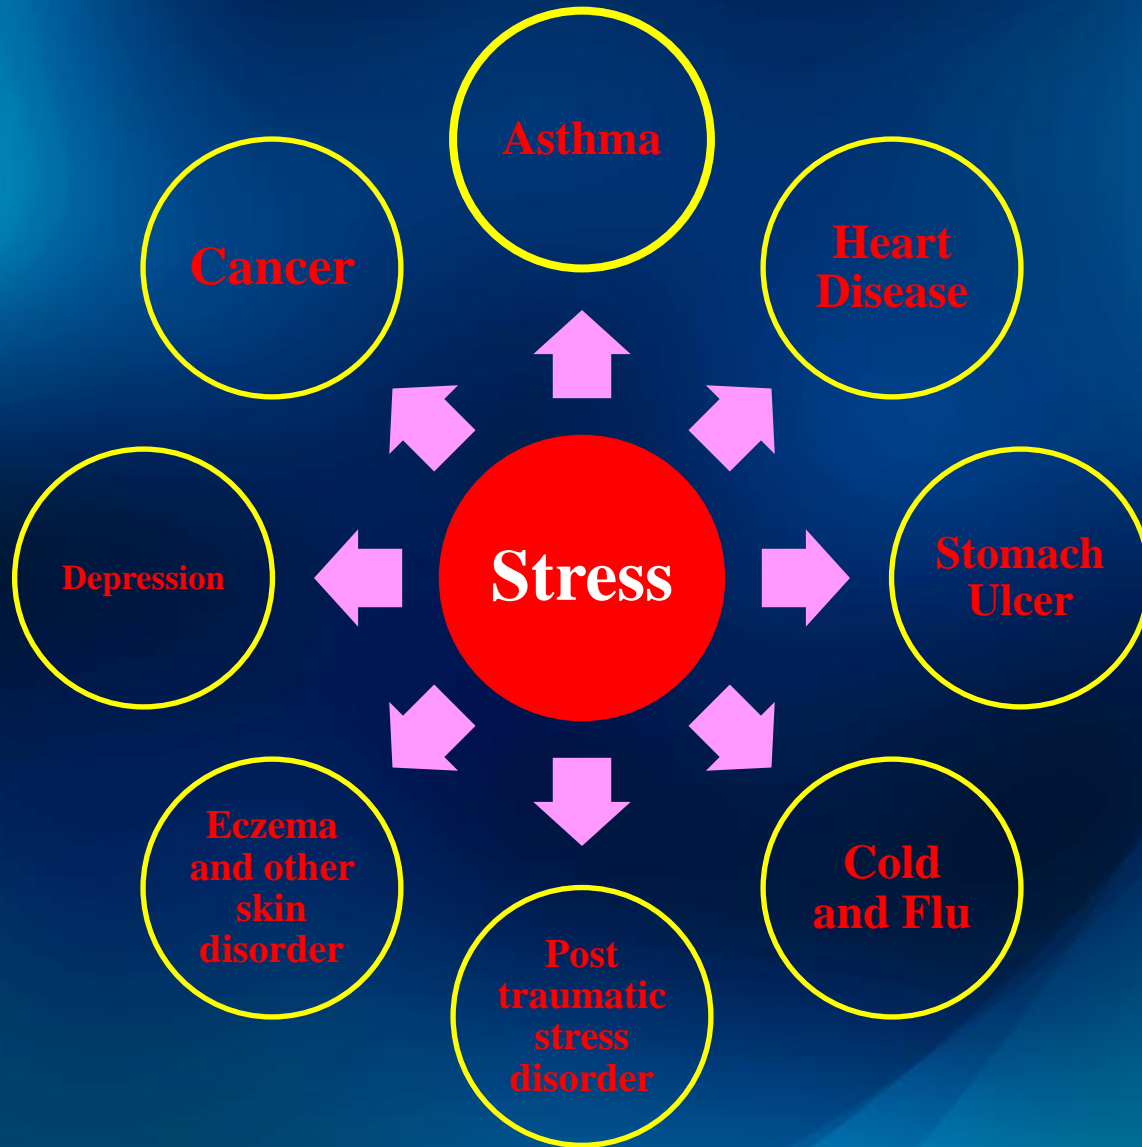 Asthma
Heart
Disease
Stomach
Ulcer
Cold
and Flu
Post
traumatic
stress
disorder
Eczema
and other
skin
disorder
Depression
Cancer
Stress